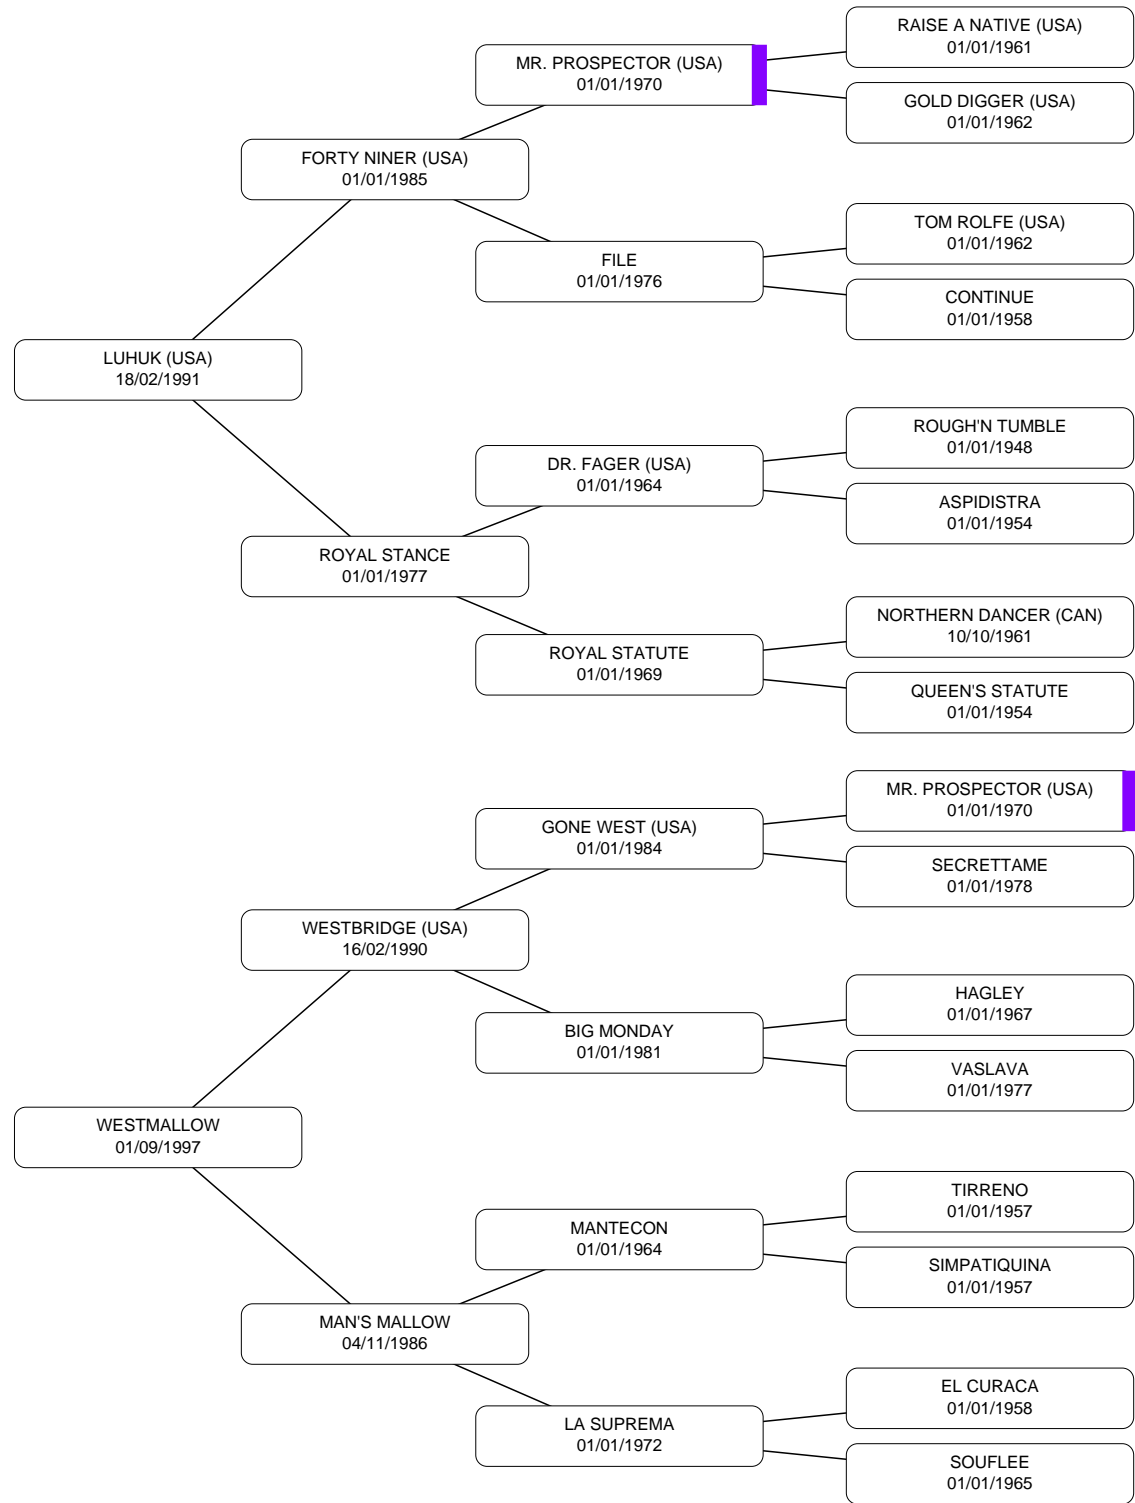 RAISE A NATIVE (USA)
01/01/1961
MR. PROSPECTOR (USA)
01/01/1970
GOLD DIGGER (USA)
01/01/1962
FORTY NINER (USA)
01/01/1985
TOM ROLFE (USA)
01/01/1962
FILE
01/01/1976
CONTINUE
01/01/1958
LUHUK (USA)
18/02/1991
ROUGH'N TUMBLE
01/01/1948
DR. FAGER (USA)
01/01/1964
ASPIDISTRA
01/01/1954
ROYAL STANCE
01/01/1977
NORTHERN DANCER (CAN)
10/10/1961
ROYAL STATUTE
01/01/1969
QUEEN'S STATUTE
01/01/1954
MR. PROSPECTOR (USA)
01/01/1970
GONE WEST (USA)
01/01/1984
SECRETTAME
01/01/1978
WESTBRIDGE (USA)
16/02/1990
HAGLEY
01/01/1967
BIG MONDAY
01/01/1981
VASLAVA
01/01/1977
WESTMALLOW
01/09/1997
TIRRENO
01/01/1957
MANTECON
01/01/1964
SIMPATIQUINA
01/01/1957
MAN'S MALLOW
04/11/1986
EL CURACA
01/01/1958
LA SUPREMA
01/01/1972
SOUFLEE
01/01/1965